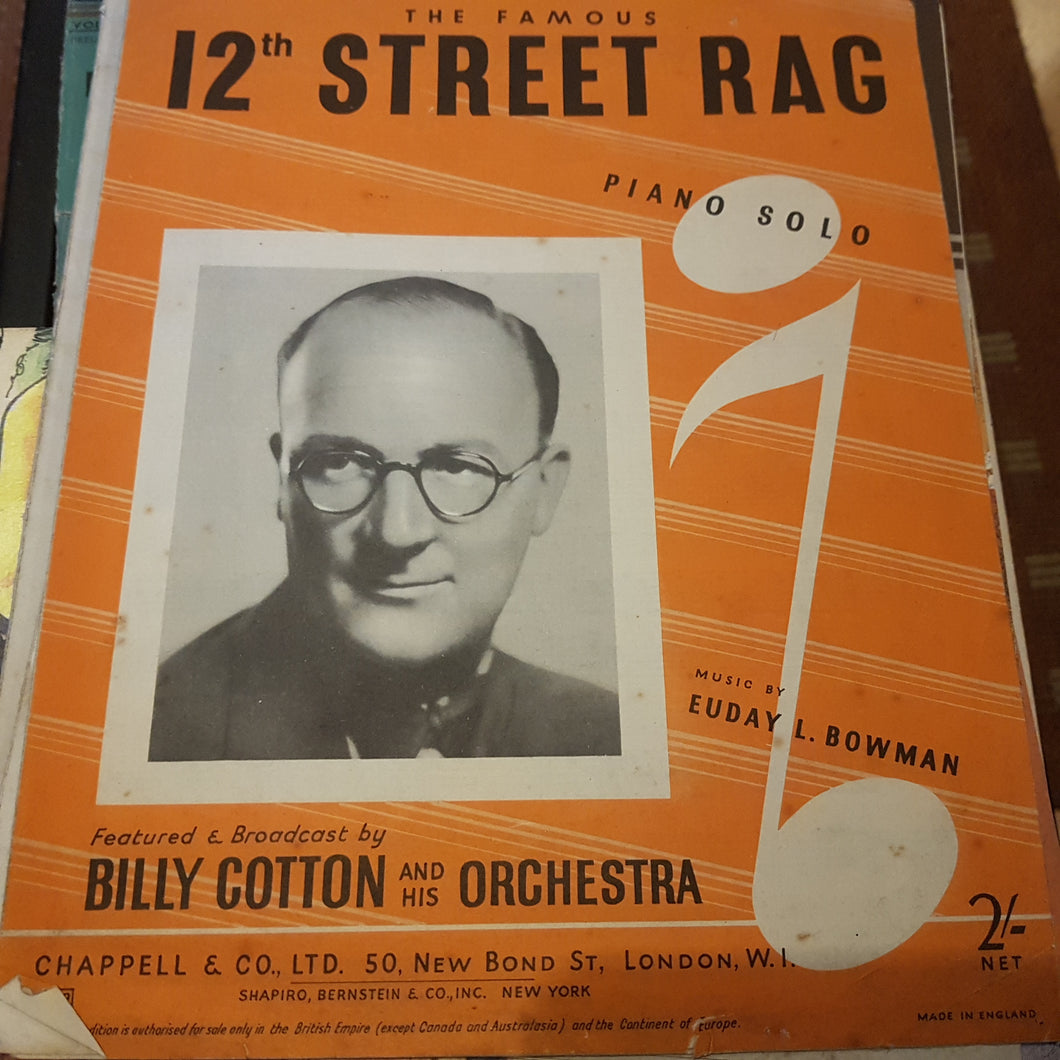 THE FAMOUS
12th STREET RAG
PIANO SOLO
MUSIC BY
EUDAY L. BOWMAN
Featured & Broadcast by
BILLY COTTON AND HIS ORCHESTRA
2/-
NET
CHAPPELL & CO., LTD. 50, NEW BOND ST, LONDON, W.1.
SHAPIRO, BERNSTEIN & CO., INC. NEW YORK
dition is authorised for sale only in the British Empire (except Canada and Australasia) and the Continent of Europe.
MADE IN ENGLAND